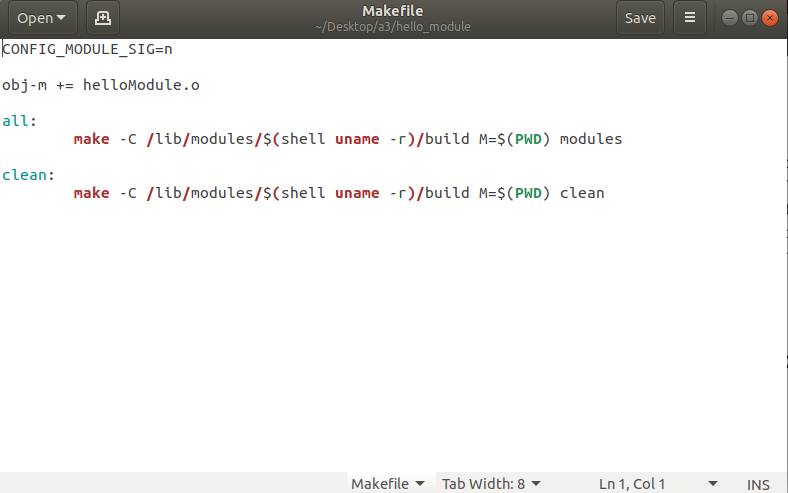 Open
Makefile
~/Desktop/a3/hello_module
Save
CONFIG_MODULE_SIG=n
obj-m += helloModule.o
all:
make -C /lib/modules/$(shell uname -r)/build M=$(PWD) modules
clean:
make -C /lib/modules/$(shell uname -r)/build M=$(PWD) clean
Makefile
Tab Width: 8
Ln 1, Col 1
INS